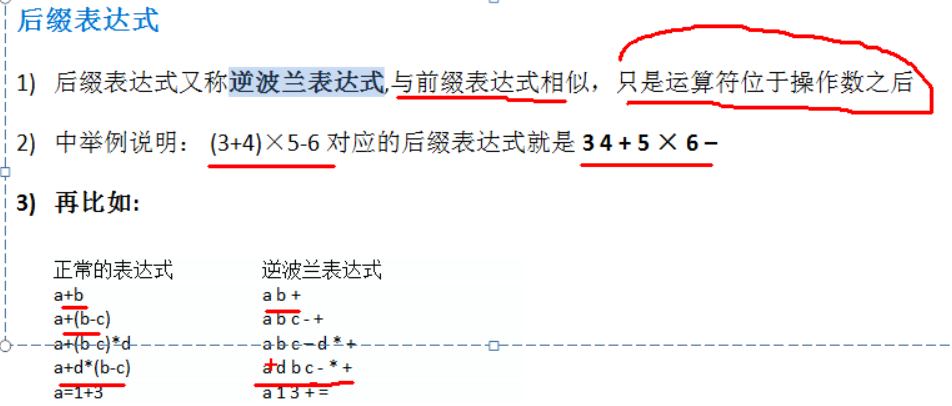 后缀表达式
1) 后缀表达式又称逆波兰表达式,与前缀表达式相似，只是运算符位于操作数之后
2) 中举例说明： (3+4)×5-6 对应的后缀表达式就是 3 4 + 5 × 6 –
3) 再比如:
正常的表达式 逆波兰表达式
a+b a b +
a+(b-c) a b c - +
a+(b-c)*d a b c – d * +
a+d*(b-c) a d b c - * +
a=1+3 a 1 3 + =